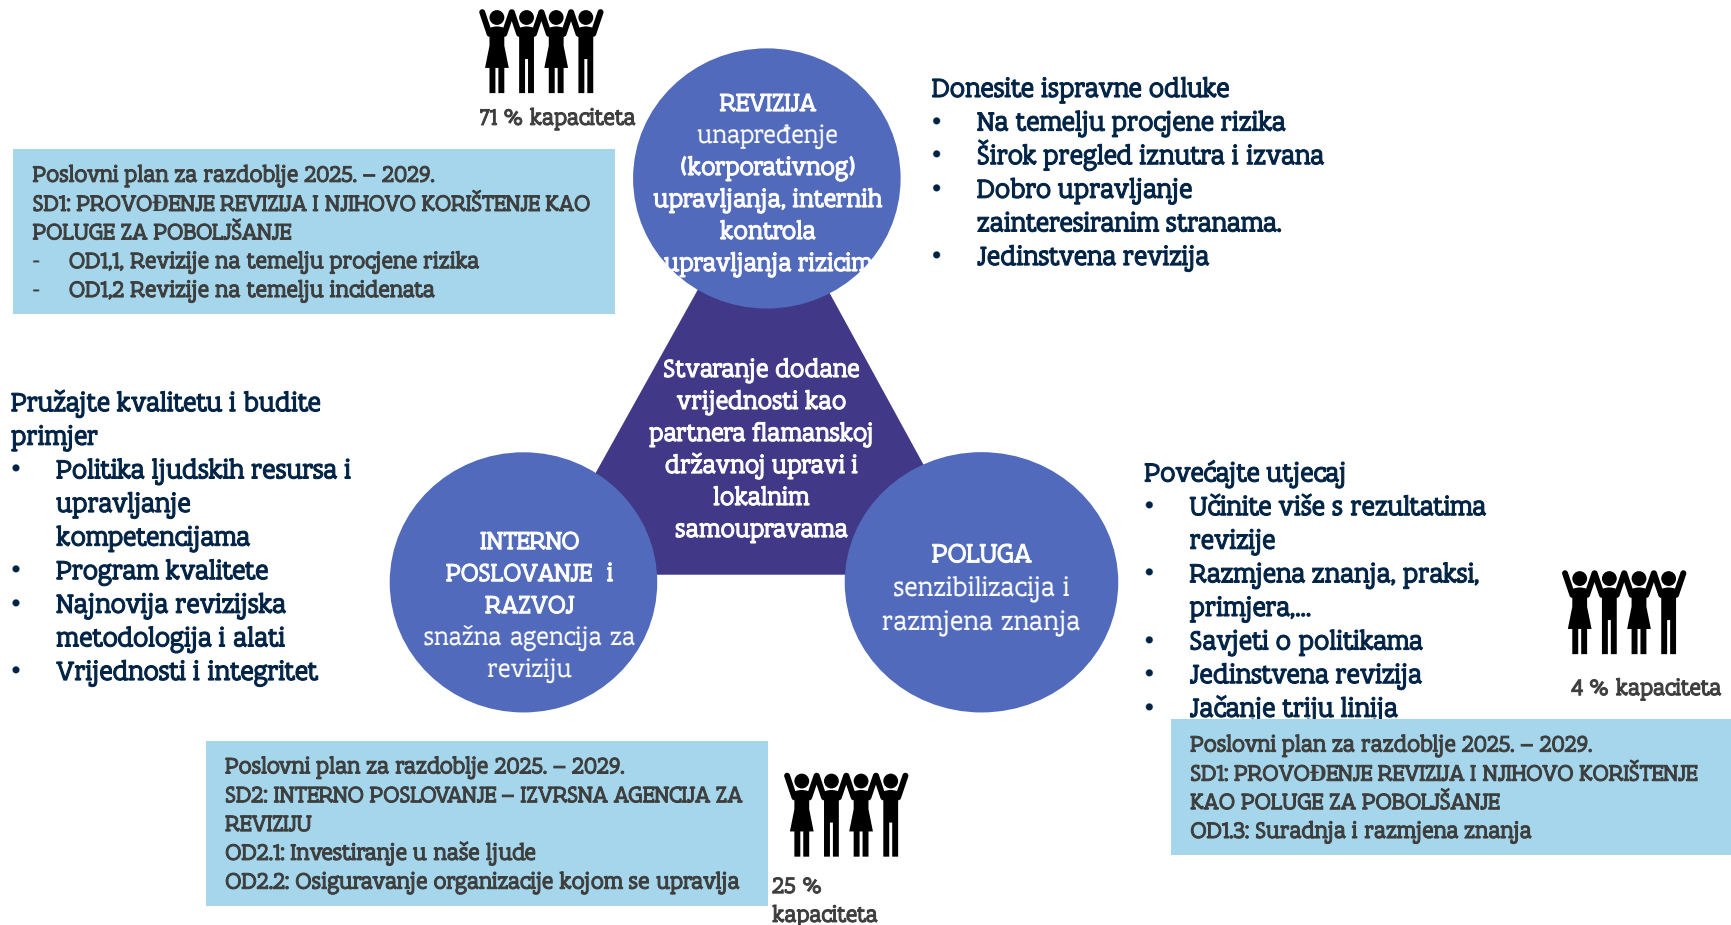 71 % kapaciteta
Poslovni plan za razdoblje 2025. – 2029.
SD1: PROVOĐENJE REVIZIJA I NJIHOVO KORIŠTENJE KAO
POLUGE ZA POBOLJŠANJE
- OD1,1, Revizije na temelju procjene rizika
- OD1,2 Revizije na temelju incidenata
REVIZIJA
unapređenje
(korporativnog)
upravljanja, internih
kontrola
upravljanja rizicim
Donesite ispravne odluke
• Na temelju procjene rizika
• Širok pregled iznutra i izvana
• Dobro upravljanje
zainteresiranim stranama.
• Jedinstvena revizija
Stvaranje dodane
vrijednosti kao
partnera flamanskoj
državnoj upravi i
lokalnim
samoupravama
Pružajte kvalitetu i budite
primjer
• Politika ljudskih resursa i
upravljanje
kompetencijama
• Program kvalitete
• Najnovija revizijska
metodologija i alati
• Vrijednosti i integritet
INTERNO
POSLOVANJE i
RAZVOJ
snažna agencija za
reviziju
POLUGA
senzibilizacija i
razmjena znanja
Povećajte utjecaj
• Učinite više s rezultatima
revizije
• Razmjena znanja, praksi,
primjera,...
• Savjeti o politikama
• Jedinstvena revizija
• Jačanje triju linija
4 % kapaciteta
Poslovni plan za razdoblje 2025. – 2029.
SD2: INTERNO POSLOVANJE – IZVRSNA AGENCIJA ZA
REVIZIJU
OD2.1: Investiranje u naše ljude
OD2.2: Osiguravanje organizacije kojom se upravlja
25 %
kapaciteta
Poslovni plan za razdoblje 2025. – 2029.
SD1: PROVOĐENJE REVIZIJA I NJIHOVO KORIŠTENJE
KAO POLUGE ZA POBOLJŠANJE
OD1.3: Suradnja i razmjena znanja